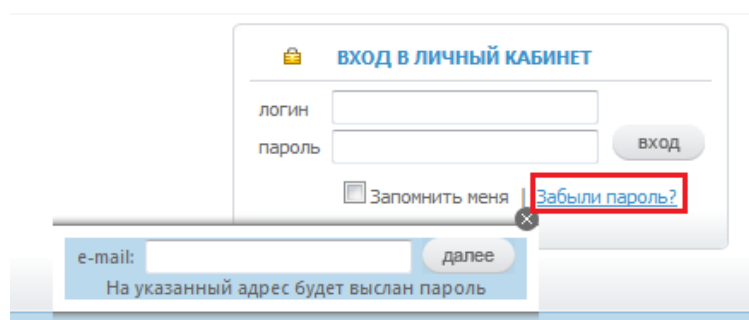 ВХОД В ЛИЧНЫЙ КАБИНЕТ
логин
пароль
вход
Запомнить меня | Забыли пароль?
e-mail:
далее
На указанный адрес будет выслан пароль